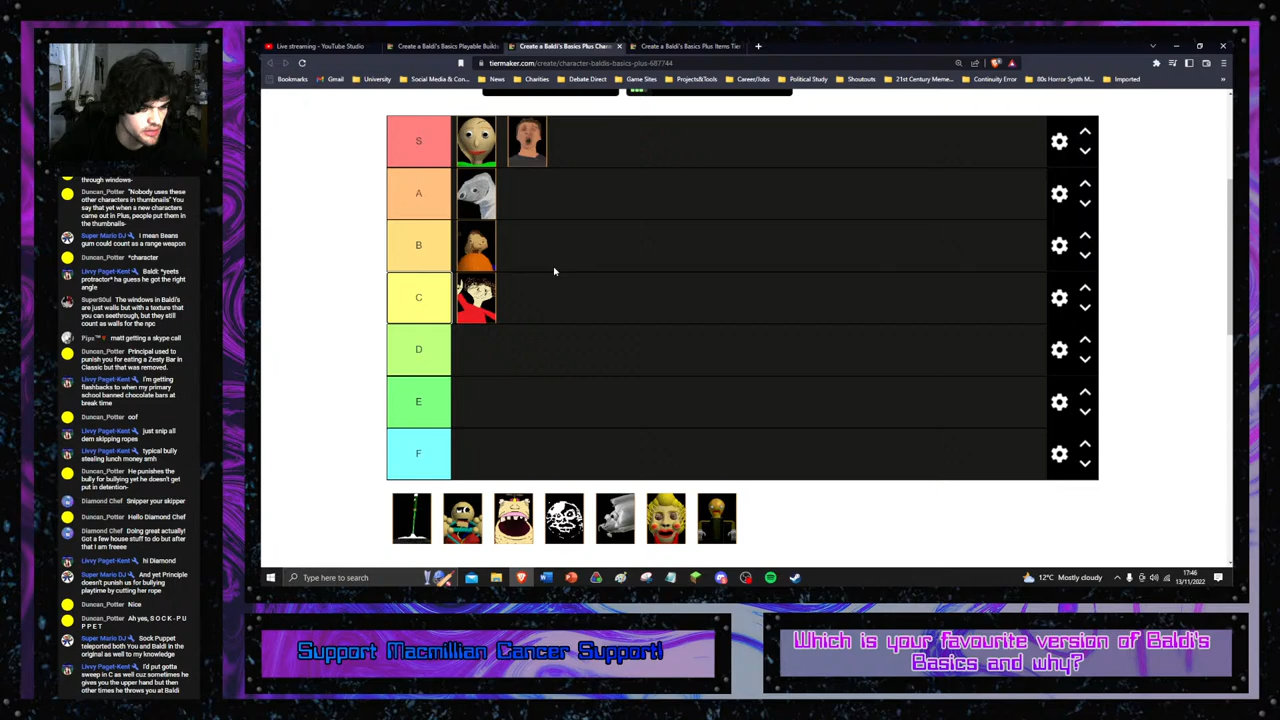 Live streaming - YouTube Studio
Create a Baldi's Basics Playable Build
Create a Baldi's Basics Plus Char
Create a Baldi's Basics Plus Items Tier
tiermaker.com/create/character-baldis-basics-plus-687744
Bookmarks
Gmail
University
Social Media & Con...
News
Charities
Debate Direct
Game Sites
Projects&Tools
Career/Jobs
Political Study
Shoutouts
21st Century Meme...
Continuity Error
80s Horror Synth M...
Imported
S
A
B
C
D
E
F
through windows-
Duncan_Potter "Nobody uses these
other characters in thumbnails" You
say that yet when a new characters
came out in Plus, people put them in
the thumbnails-
Super Mario DJ I mean Beans
gum could count as a range weapon
Duncan_Potter *character
Livvy Paget-Kent Baldi: *yeets
protractor* ha guess he got the right
angle
SuperS0ul The windows in Baldi's
are just walls but with a texture that
you can seethrough, but they still
count as walls for the npc
Pipz matt getting a skype call
Duncan_Potter Principal used to
punish you for eating a Zesty Bar in
Classic but that was removed.
Livvy Paget-Kent I'm getting
flashbacks to when my primary
school banned chocolate bars at
break time
Duncan_Potter oof
Livvy Paget-Kent just snip all
dem skipping ropes
Livvy Paget-Kent typical bully
stealing lunch money smh
Duncan_Potter He punishes the
bully for bullying yet he doesn't get
put in detention-
Diamond Chef Snipper your skipper
Duncan_Potter Hello Diamond Chef
Diamond Chef Doing great actually!
Got a few house stuff to do but after
that I am freeee
Livvy Paget-Kent hi Diamond
Super Mario DJ And yet Principle
doesn't punish us for bullying
playtime by cutting her rope
Duncan_Potter Nice
Duncan_Potter Ah yes, S O C K - P U
P P E T
Super Mario DJ Sock Puppet
teleported both You and Baldi in the
original as well to my knowledge
Livvy Paget-Kent I'd put gotta
sweep in C as well cuz sometimes he
gives you the upper hand but then
other times he throws you at Baldi
Type here to search
12°C Mostly cloudy
17:46
13/11/2022
Support Macmillian Cancer Support!
Which is your favourite version of Baldi's
Basics and why?